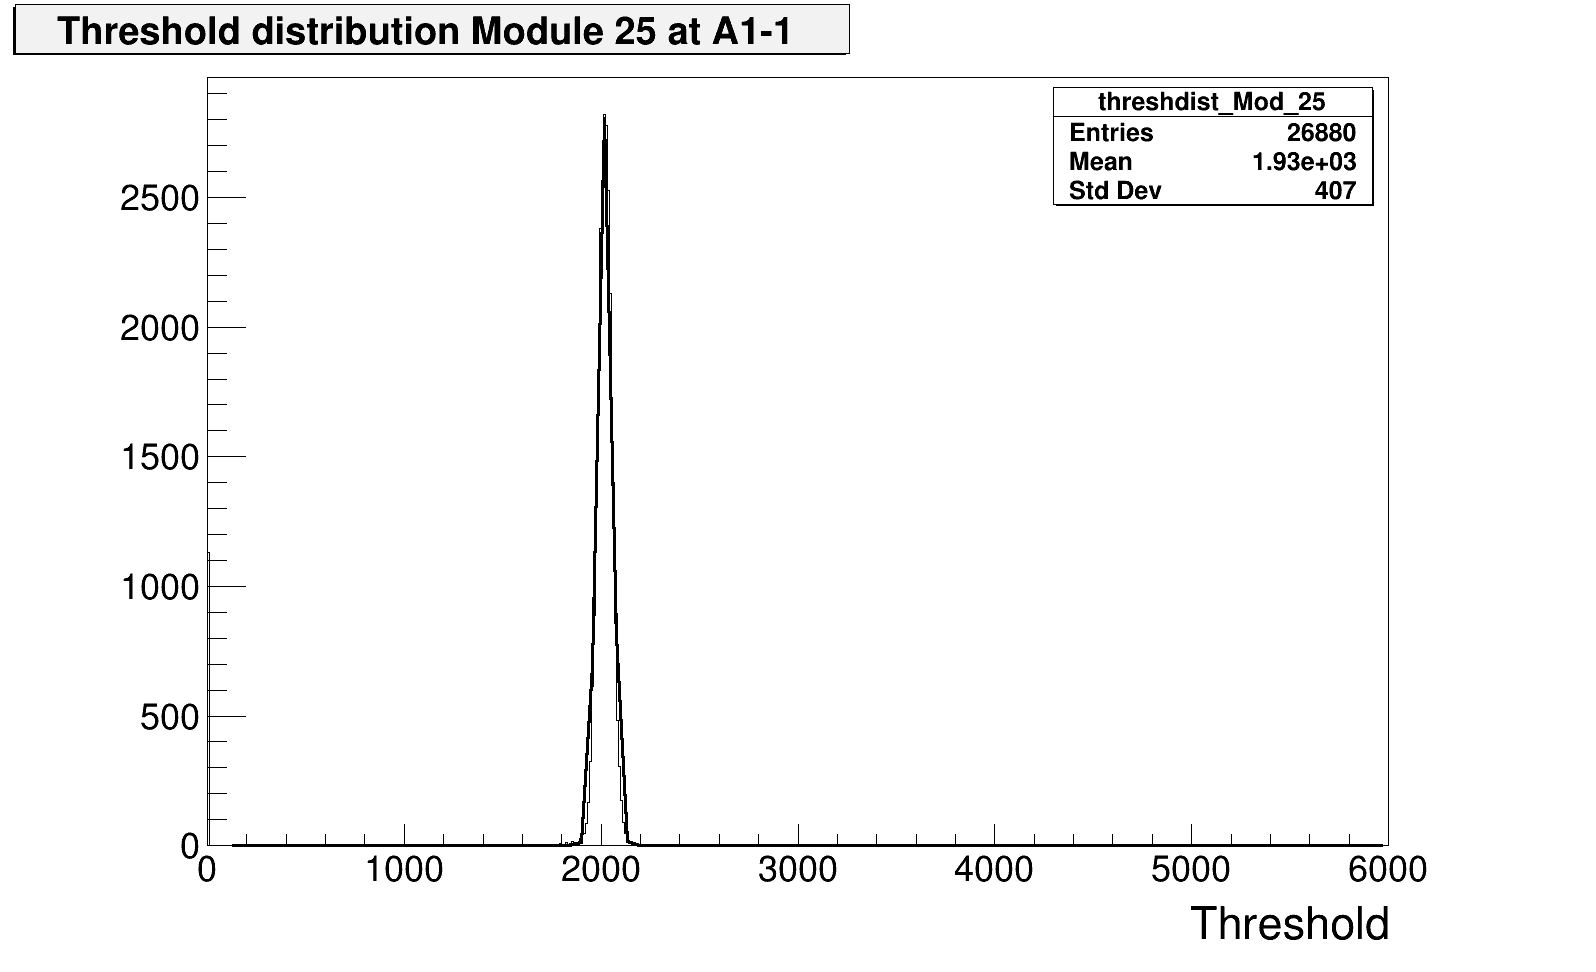 Threshold distribution Module 25 at A1-1
threshdist_Mod_25
Entries 26880
Mean 1.93e+03
Std Dev 407
2500
2000
1500
1000
500
0
0 1000 2000 3000 4000 5000 6000
Threshold